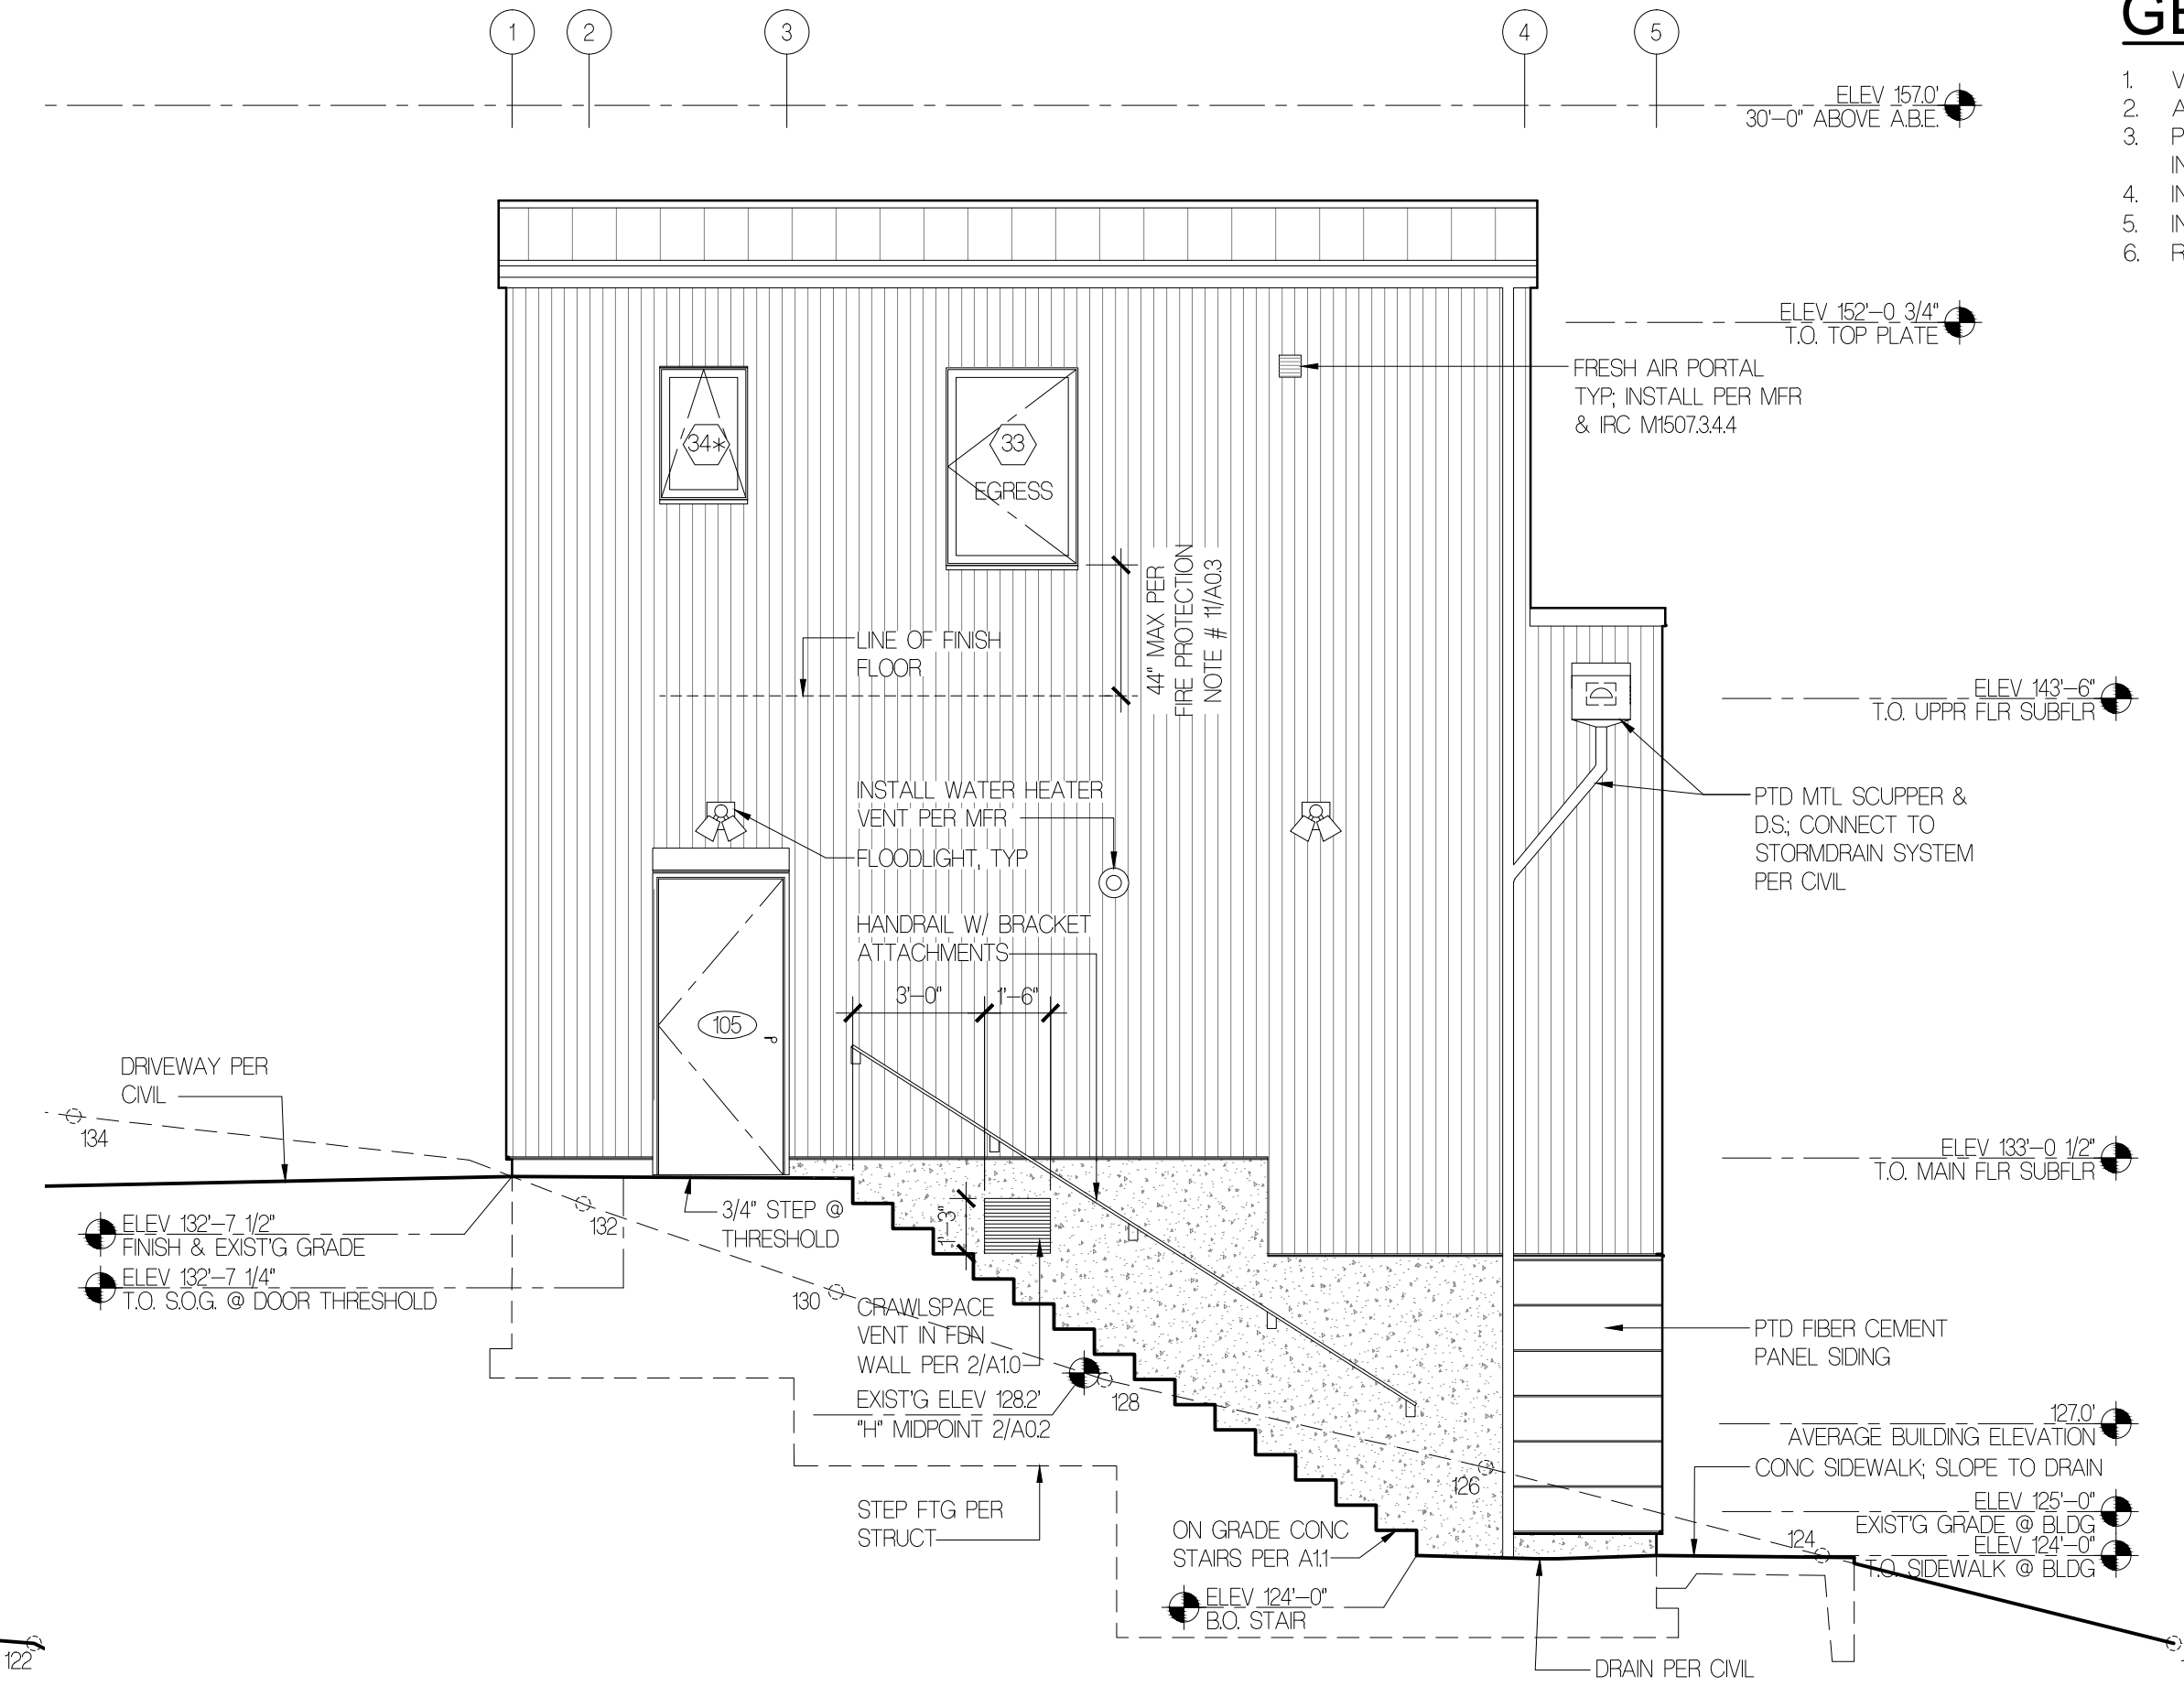 1 2 3 4 5
GE
1. V
2. A
3. P
IN
4. IN
5. IN
6. R
ELEV 157.0'
30'-0" ABOVE A.B.E.
ELEV 152'-0 3/4"
T.O. TOP PLATE
FRESH AIR PORTAL
TYP; INSTALL PER MFR
& IRC M1507.3.4.4
34*
33
EGRESS
44" MAX PER
FIRE PROTECTION
NOTE # 11/A0.3
LINE OF FINISH
FLOOR
ELEV 143'-6"
T.O. UPPR FLR SUBFLR
INSTALL WATER HEATER
VENT PER MFR
FLOODLIGHT, TYP
PTD MTL SCUPPER &
D.S.; CONNECT TO
STORMDRAIN SYSTEM
PER CIVIL
HANDRAIL W/ BRACKET
ATTACHMENTS
3'-0"
1'-6"
105
DRIVEWAY PER
CIVIL
134
ELEV 133'-0 1/2"
T.O. MAIN FLR SUBFLR
ELEV 132'-7 1/2"
FINISH & EXIST'G GRADE
ELEV 132'-7 1/4"
T.O. S.O.G. @ DOOR THRESHOLD
132
3/4" STEP @
THRESHOLD
1'-3"
130
CRAWLSPACE
VENT IN FDN
WALL PER 2/A1.0
EXIST'G ELEV 128.2'
"H" MIDPOINT 2/A0.2
128
PTD FIBER CEMENT
PANEL SIDING
127.0'
AVERAGE BUILDING ELEVATION
CONC SIDEWALK; SLOPE TO DRAIN
126
ELEV 125'-0"
EXIST'G GRADE @ BLDG
124
ELEV 124'-0"
T.O. SIDEWALK @ BLDG
STEP FTG PER
STRUCT
ON GRADE CONC
STAIRS PER A1.1
ELEV 124'-0"
B.O. STAIR
DRAIN PER CIVIL
122